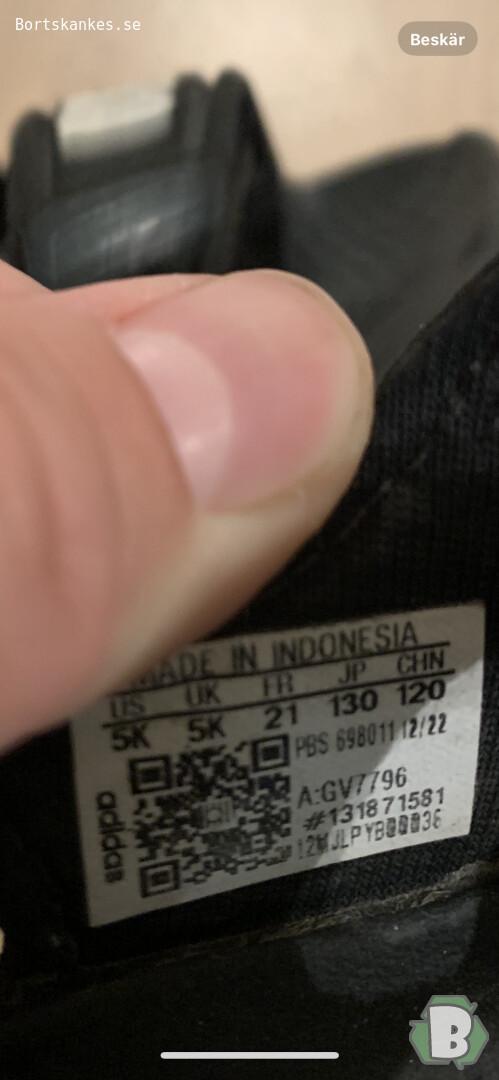 Bortskankes.se
Beskär
MADE IN INDONESIA
US UK FR JP CHN
5K 5K 21 130 120
PBS 698011 12/22
A:GV7796
#131871581
adidas
B